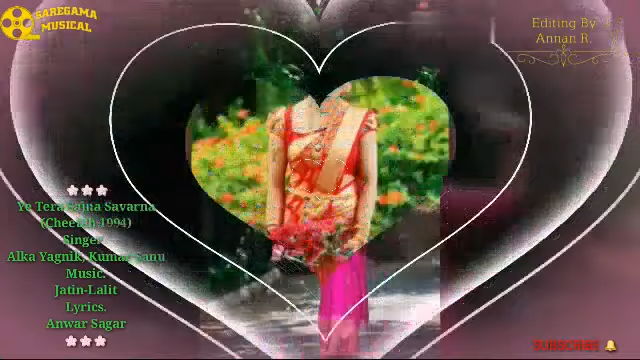 SAREGAMA
MUSICAL
Editing By
Annan R.
Ye Tera Sajna Savarna
(Cheetah-1994)
Singer
Alka Yagnik, Kumar Sanu
Music.
Jatin-Lalit
Lyrics.
Anwar Sagar
SUBSCRIBE